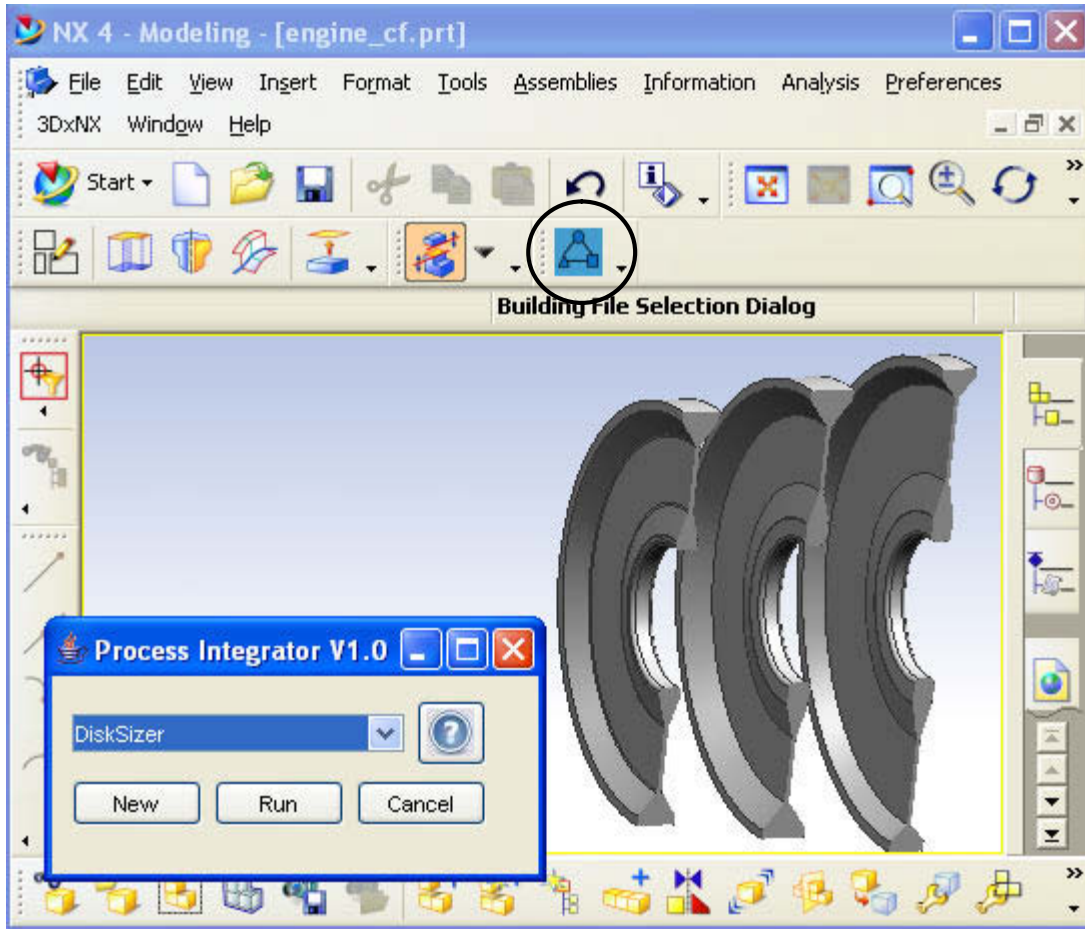 NX 4 - Modeling - [engine_cf.prt]
File Edit View Insert Format Tools Assemblies Information Analysis Preferences
3DxNX Window Help
Start
Building File Selection Dialog
Process Integrator V1.0
DiskSizer
New Run Cancel